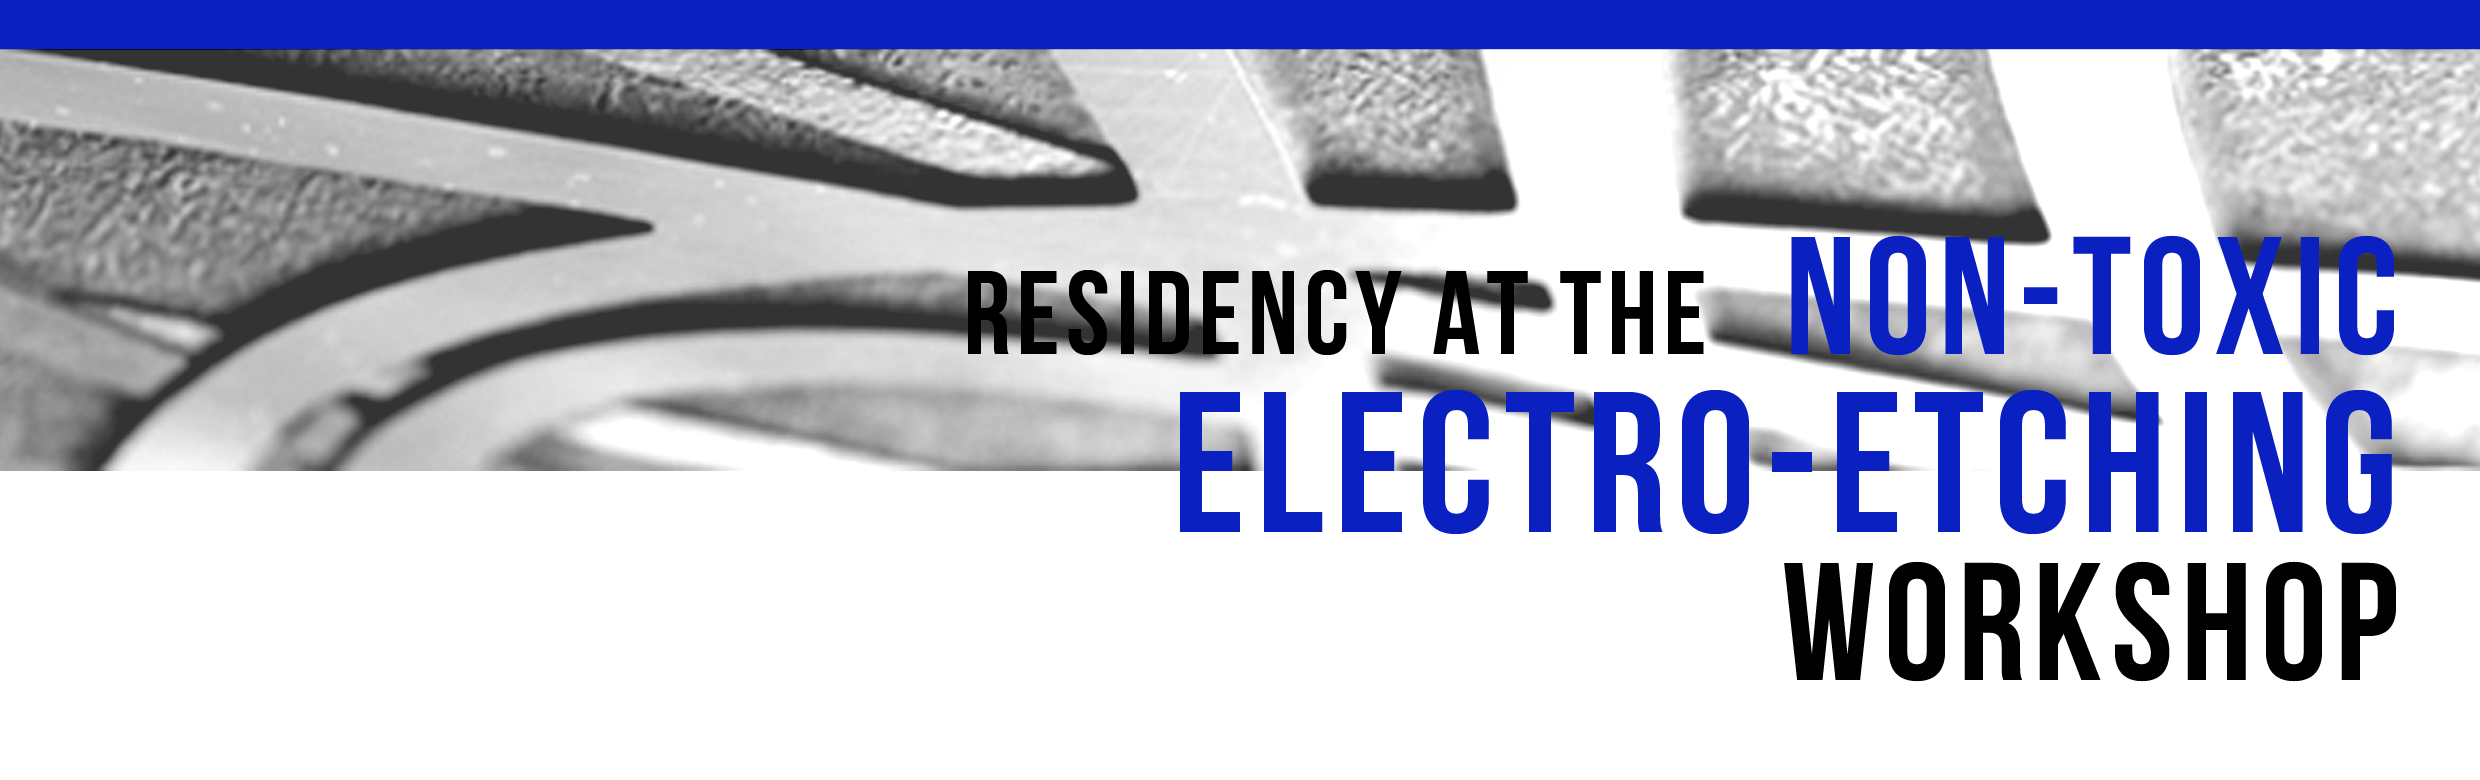 RESIDENCY AT THE NON-TOXIC
ELECTRO-ETCHING
WORKSHOP